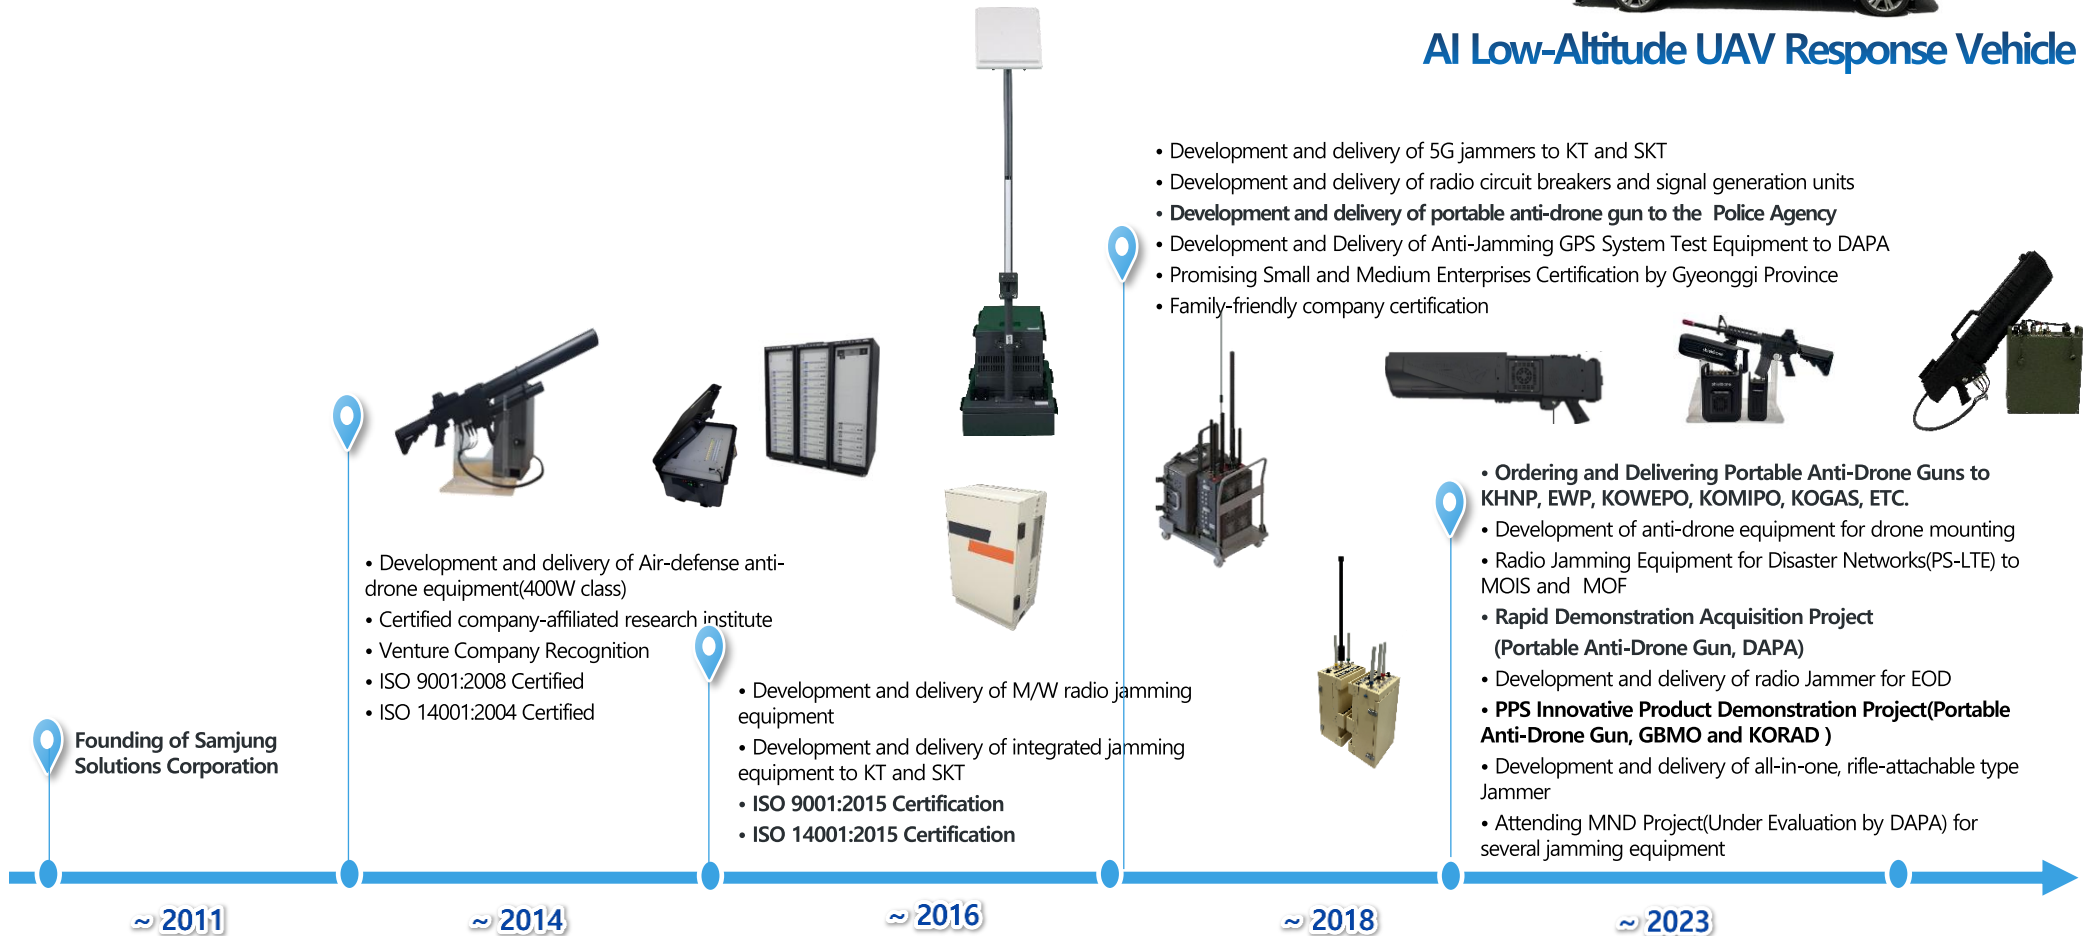 AI Low-Altitude UAV Response Vehicle
• Development and delivery of 5G jammers to KT and SKT
• Development and delivery of radio circuit breakers and signal generation units
• Development and delivery of portable anti-drone gun to the  Police Agency
• Development and Delivery of Anti-Jamming GPS System Test Equipment to DAPA
• Promising Small and Medium Enterprises Certification by Gyeonggi Province
• Family-friendly company certification
• Ordering and Delivering Portable Anti-Drone Guns to
KHNP, EWP, KOWEPO, KOMIPO, KOGAS, ETC.
• Development of anti-drone equipment for drone mounting
• Radio Jamming Equipment for Disaster Networks(PS-LTE) to
MOIS and  MOF
• Rapid Demonstration Acquisition Project
(Portable Anti-Drone Gun, DAPA)
• Development and delivery of radio Jammer for EOD
• PPS Innovative Product Demonstration Project(Portable
Anti-Drone Gun, GBMO and KORAD )
• Development and delivery of all-in-one, rifle-attachable type
Jammer
• Attending MND Project(Under Evaluation by DAPA) for
several jamming equipment
• Development and delivery of Air-defense anti-
drone equipment(400W class)
• Certified company-affiliated research institute
• Venture Company Recognition
• ISO 9001:2008 Certified
• ISO 14001:2004 Certified
• Development and delivery of M/W radio jamming
equipment
• Development and delivery of integrated jamming
equipment to KT and SKT
• ISO 9001:2015 Certification
• ISO 14001:2015 Certification
Founding of Samjung
Solutions Corporation
~ 2011
~ 2014
~ 2016
~ 2018
~ 2023